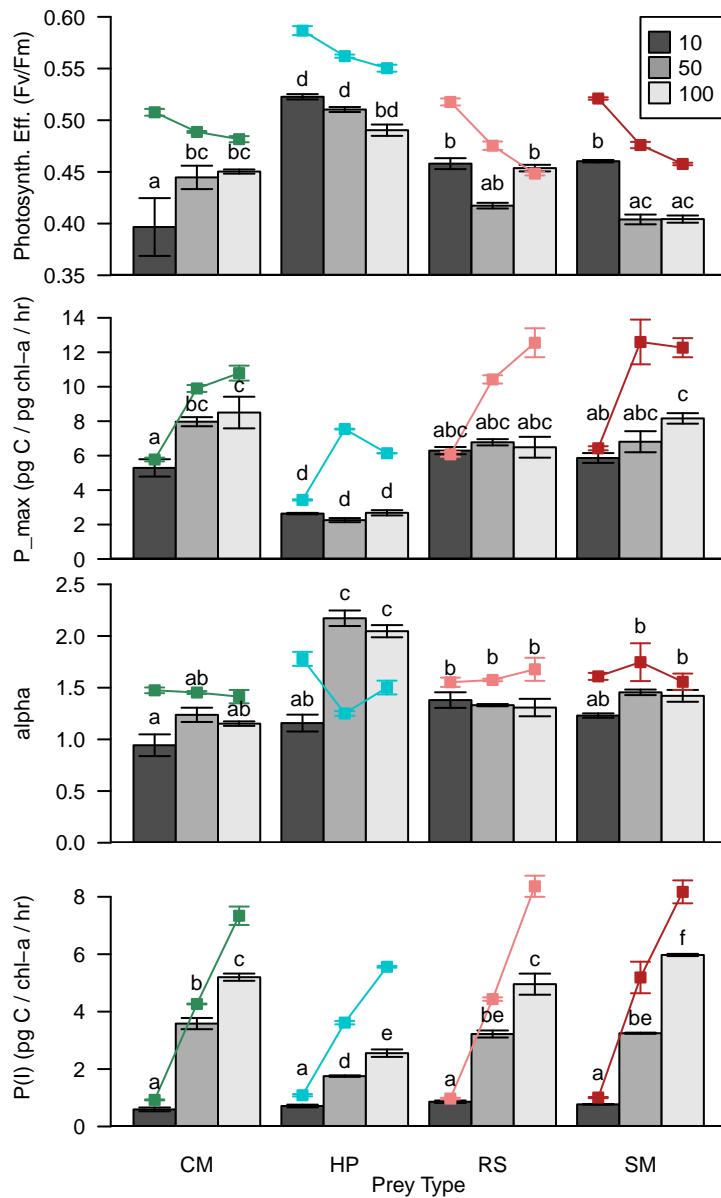 Photosynth. Eff. (Fv/Fm)
0.60
0.55
0.50
0.45
0.40
0.35
10
50
100
a bc bc d d bd b ab b b ac ac
P_max (pg C / pg chl−a / hr)
14
12
10
8
6
4
2
0
a bc c d d d abc abc abc ab abc c
alpha
2.5
2.0
1.5
1.0
0.5
0.0
a ab ab ab c c b b b ab b b
P(I) (pg C / chl−a / hr)
8
6
4
2
0
a b c a d e a be c a be f
CM HP RS SM
Prey Type